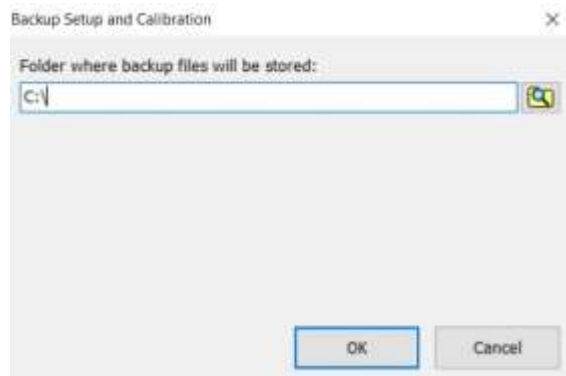 Backup Setup and Calibration
Folder where backup files will be stored:
C:\
OK
Cancel